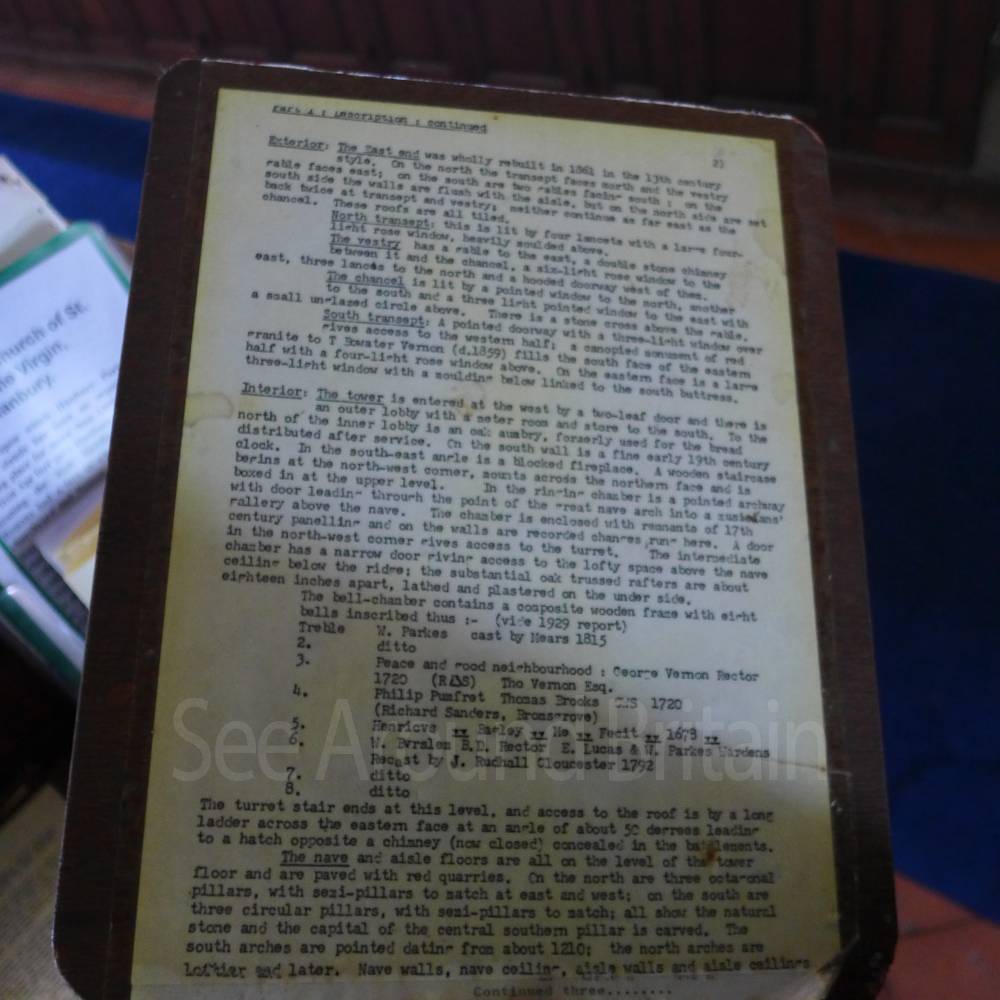 Part A : Description : continued
2)
Exterior: The East end was wholly rebuilt in 1861 in the 13th century
style. On the north the transept faces north and the vestry
gable faces east; on the south are two gables facing south : on the
south side the walls are flush with the aisle, but on the north side are set
back twice at transept and vestry; neither continue as far east as the
chancel. These roofs are all tiled.
North transept: this is lit by four lancets with a large four-
light rose window, heavily moulded above.
The vestry has a gable to the east, a double stone chimney
between it and the chancel, a six-light rose window to the
east, three lancets to the north and a hooded doorway west of them.
The chancel is lit by a pointed window to the north, another
to the south and a three light pointed window to the east with
a small unglazed circle above. There is a stone cross above the gable.
South transept: A pointed doorway with a three-light window over
gives access to the western half; a canopied monument of red
granite to T Bowater Vernon (d.1859) fills the south face of the eastern
half with a four-light rose window above. On the eastern face is a large
three-light window with a moulding below linked to the south buttress.
Interior: The tower is entered at the west by a two-leaf door and there is
an outer lobby with a meter room and store to the south. To the
north of the inner lobby is an oak aumbry, formerly used for the bread
distributed after service. On the south wall is a fine early 19th century
clock. In the south-east angle is a blocked fireplace. A wooden staircase
begins at the north-west corner, mounts across the northern face and is
boxed in at the upper level. In the ringing chamber is a pointed archway
with door leading through the point of the great nave arch into a musicians'
gallery above the nave. The chamber is enclosed with remnants of 17th
century panelling and on the walls are recorded changes rung here. A door
in the north-west corner gives access to the turret. The intermediate
chamber has a narrow door giving access to the lofty space above the nave
ceiling below the ridge; the substantial oak trussed rafters are about
eighteen inches apart, lathed and plastered on the under side.
The bell-chamber contains a composite wooden frame with eight
bells inscribed thus :- (vide 1929 report)
Treble W. Parkes cast by Mears 1815
2. ditto
3. Peace and good neighbourhood : George Vernon Rector
1720 (R S) Tho Vernon Esq.
4. Philip Pumfret Thomas Brooks 1720
(Richard Sanders, Bromsgrove)
5. Henricvs xx Bagley xx Me xx Fecit xx 1678 xx
6. W. Bvrslem B.D. Rector E. Lucas & W. Parkes Wardens
Recast by J. Rudhall Gloucester 1792
7. ditto
8. ditto
The turret stair ends at this level, and access to the roof is by a long
ladder across the eastern face at an angle of about 50 degrees leading
to a hatch opposite a chimney (now closed) concealed in the battlements.
The nave and aisle floors are all on the level of the tower
floor and are paved with red quarries. On the north are three octagonal
pillars, with semi-pillars to match at east and west; on the south are
three circular pillars, with semi-pillars to match; all show the natural
stone and the capital of the central southern pillar is carved. The
south arches are pointed dating from about 1210; the north arches are
loftier and later. Nave walls, nave ceiling, aisle walls and aisle ceilings
Continued three........
Church of St.
the Virgin,
Hanbury.
See Around Britain